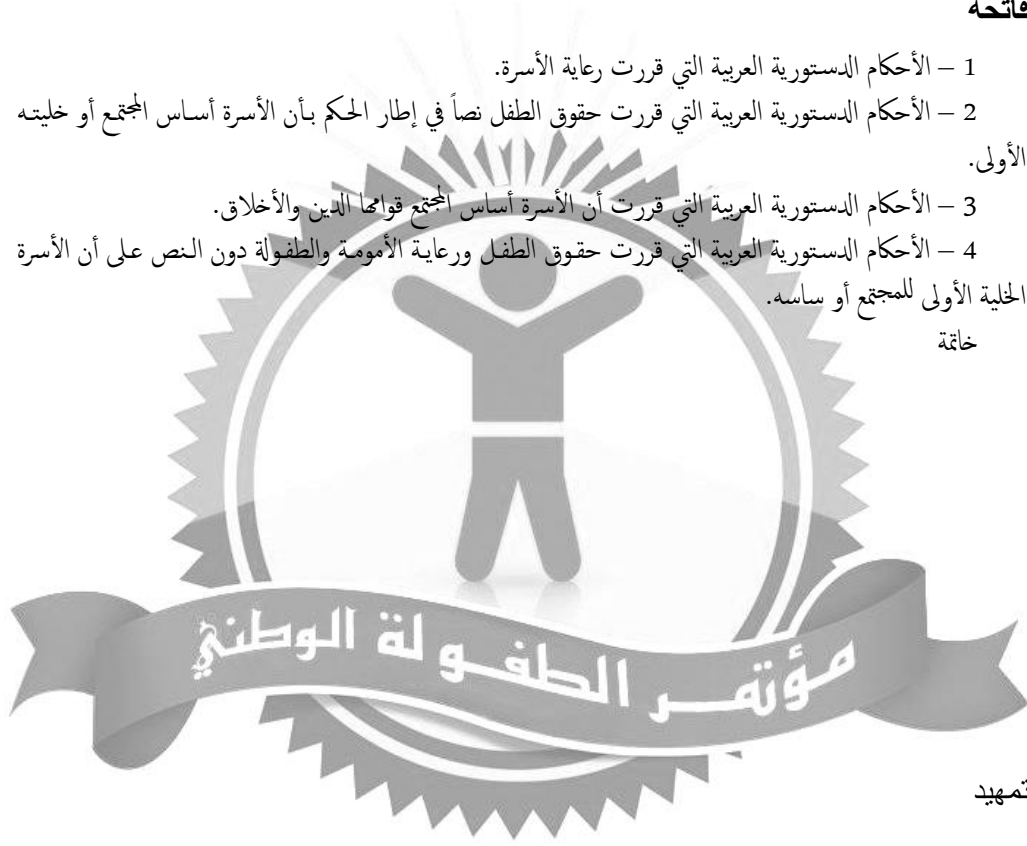 فاتحة
1 – الأحكام الدستورية العربية التي قررت رعاية الأسرة.
2 – الأحكام الدستورية العربية التي قررت حقوق الطفل نصاً في إطار الحكم بأن الأسرة أساس المجتمع أو خليته
الأولى.
3 – الأحكام الدستورية العربية التي قررت أن الأسرة أساس المجتمع قوامها الدين والأخلاق.
4 – الأحكام الدستورية العربية التي قررت حقوق الطفل ورعاية الأمومة والطفولة دون النص على أن الأسرة
الخلية الأولى للمجتمع أو ساسه.
خاتمة
مؤتمر الطفولة الوطني
تمهيد